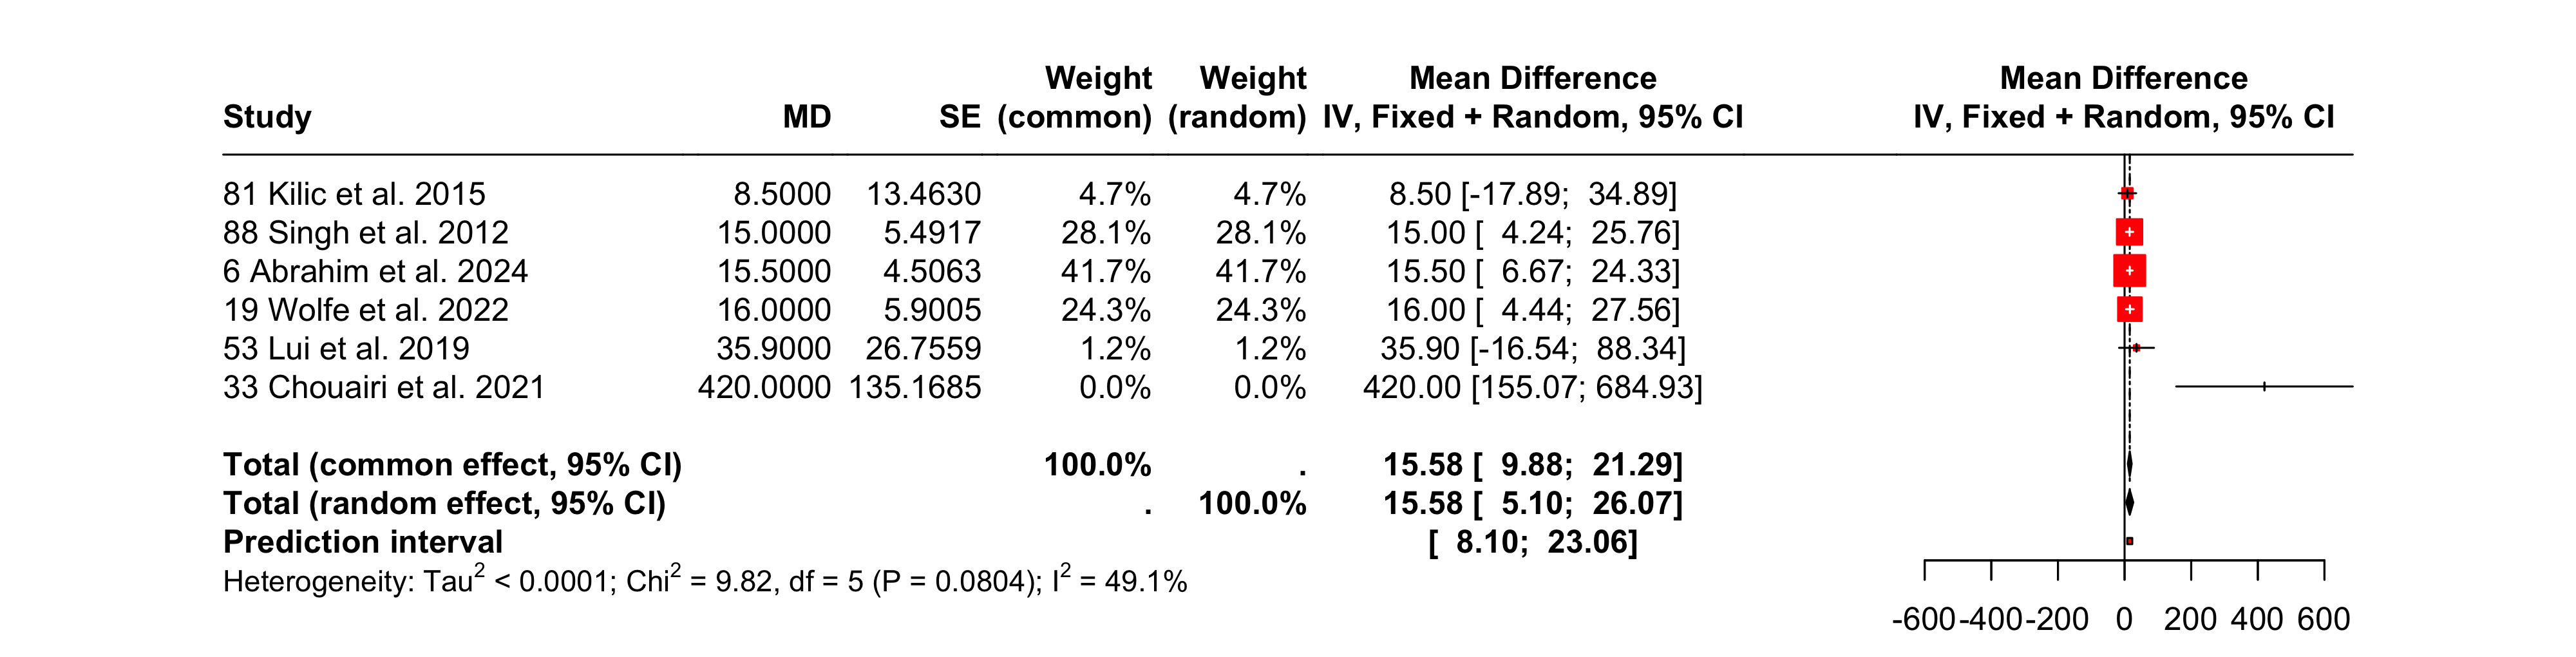 Weight Weight Mean Difference Mean Difference
Study MD SE (common) (random) IV, Fixed + Random, 95% CI IV, Fixed + Random, 95% CI
81 Kilic et al. 2015 8.5000 13.4630 4.7% 4.7% 8.50 [-17.89; 34.89]
88 Singh et al. 2012 15.0000 5.4917 28.1% 28.1% 15.00 [ 4.24; 25.76]
6 Abrahim et al. 2024 15.5000 4.5063 41.7% 41.7% 15.50 [ 6.67; 24.33]
19 Wolfe et al. 2022 16.0000 5.9005 24.3% 24.3% 16.00 [ 4.44; 27.56]
53 Lui et al. 2019 35.9000 26.7559 1.2% 1.2% 35.90 [-16.54; 88.34]
33 Chouairi et al. 2021 420.0000 135.1685 0.0% 0.0% 420.00 [155.07; 684.93]
Total (common effect, 95% CI) 100.0% . 15.58 [ 9.88; 21.29]
Total (random effect, 95% CI) . 100.0% 15.58 [ 5.10; 26.07]
Prediction interval [ 8.10; 23.06]
Heterogeneity: Tau² < 0.0001; Chi² = 9.82, df = 5 (P = 0.0804); I² = 49.1%
-600 -400 -200 0 200 400 600